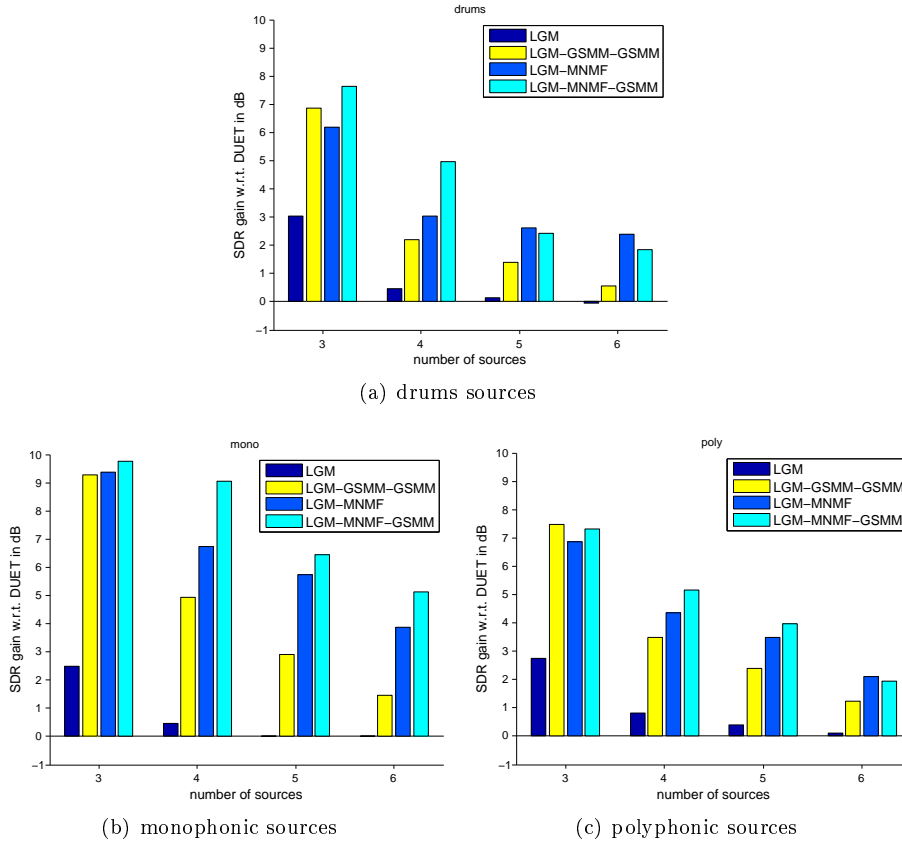 drums
10
9
8
7
6
5
4
3
2
1
0
−1
SDR gain w.r.t. DUET in dB
LGM
LGM−GSMM−GSMM
LGM−MNMF
LGM−MNMF−GSMM
3 4 5 6
number of sources
(a) drums sources
mono
10
9
8
7
6
5
4
3
2
1
0
−1
SDR gain w.r.t. DUET in dB
LGM
LGM−GSMM−GSMM
LGM−MNMF
LGM−MNMF−GSMM
3 4 5 6
number of sources
(b) monophonic sources
poly
10
9
8
7
6
5
4
3
2
1
0
−1
SDR gain w.r.t. DUET in dB
LGM
LGM−GSMM−GSMM
LGM−MNMF
LGM−MNMF−GSMM
3 4 5 6
number of sources
(c) polyphonic sources